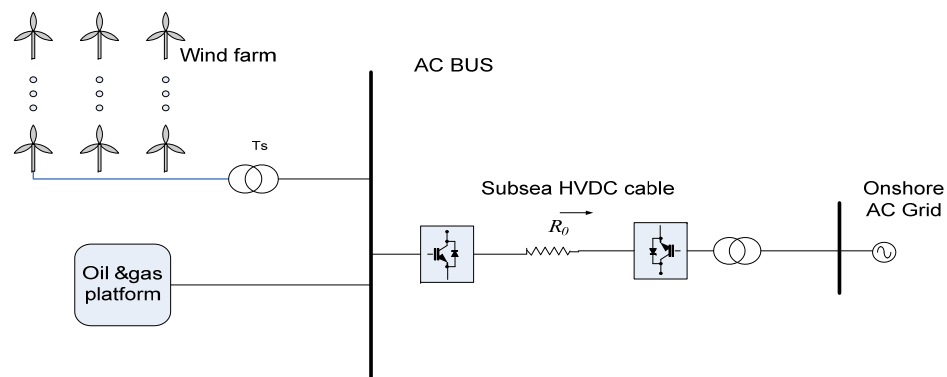 Wind farm
AC BUS
Ts
Subsea HVDC cable
R0
Onshore
AC Grid
Oil &gas
platform